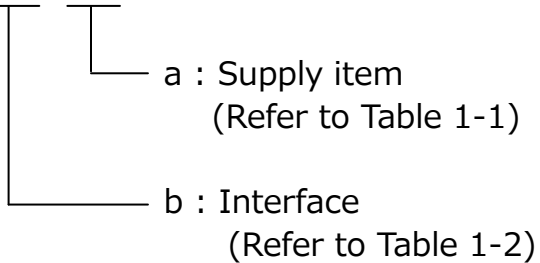 a : Supply item
(Refer to Table 1-1)
b : Interface
(Refer to Table 1-2)